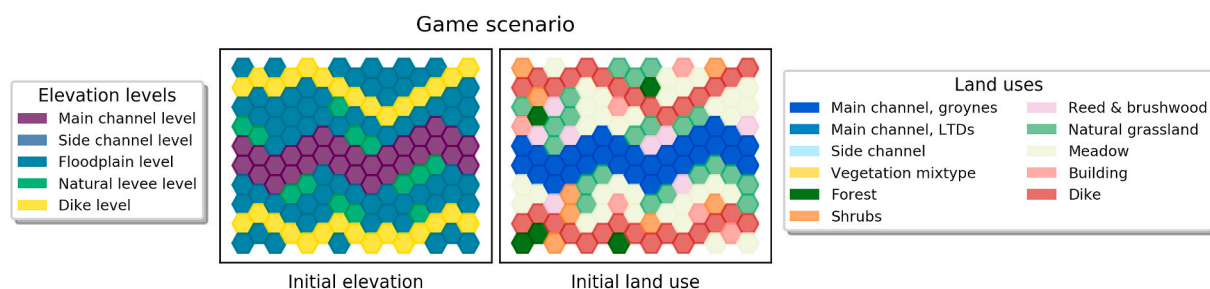 Game scenario
Elevation levels
Main channel level
Side channel level
Floodplain level
Natural levee level
Dike level
Initial elevation
Initial land use
Land uses
Main channel, groynes
Main channel, LTDs
Side channel
Vegetation mixtype
Forest
Shrubs
Reed & brushwood
Natural grassland
Meadow
Building
Dike